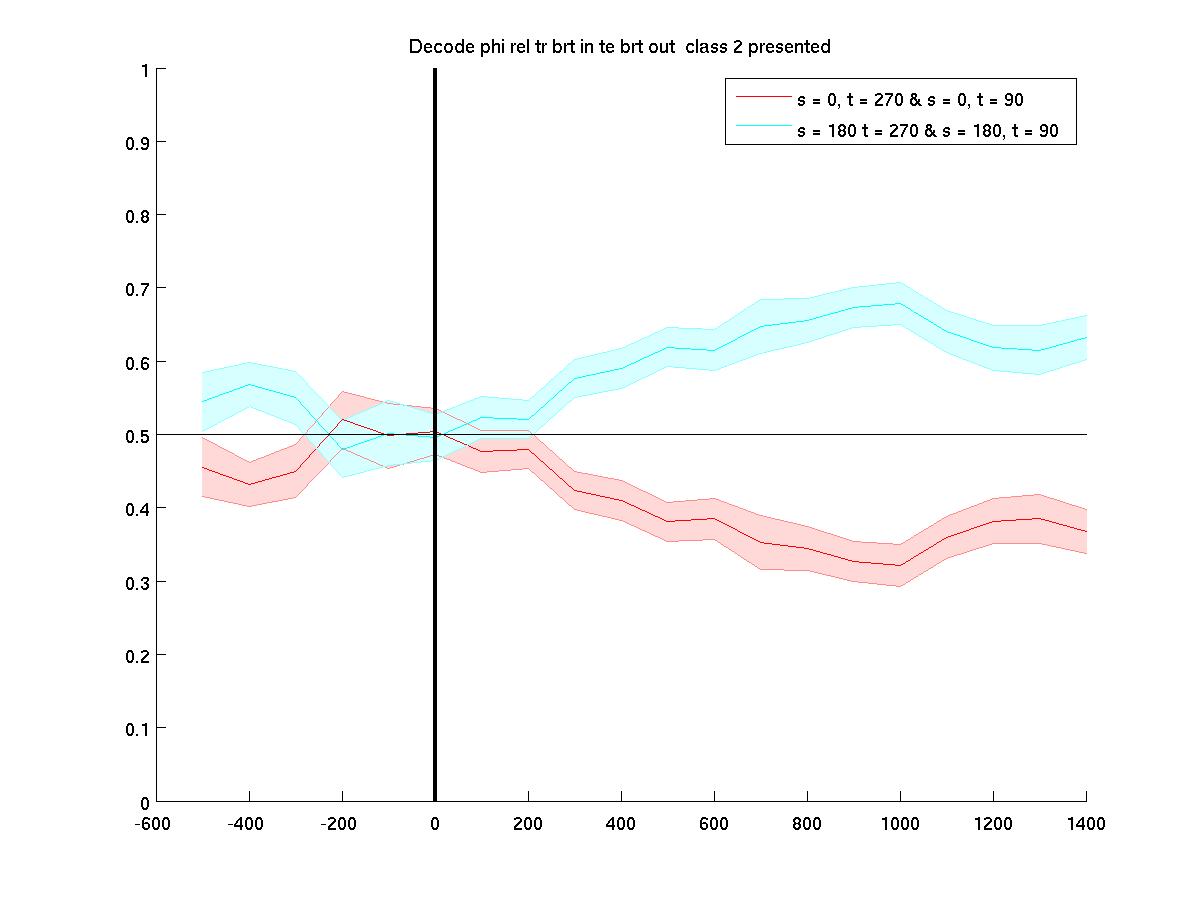 Decode phi rel tr brt in te brt out  class 2 presented
s = 0, t = 270 & s = 0, t = 90
s = 180 t = 270 & s = 180, t = 90
1
0.9
0.8
0.7
0.6
0.5
0.4
0.3
0.2
0.1
0
-600 -400 -200 0 200 400 600 800 1000 1200 1400